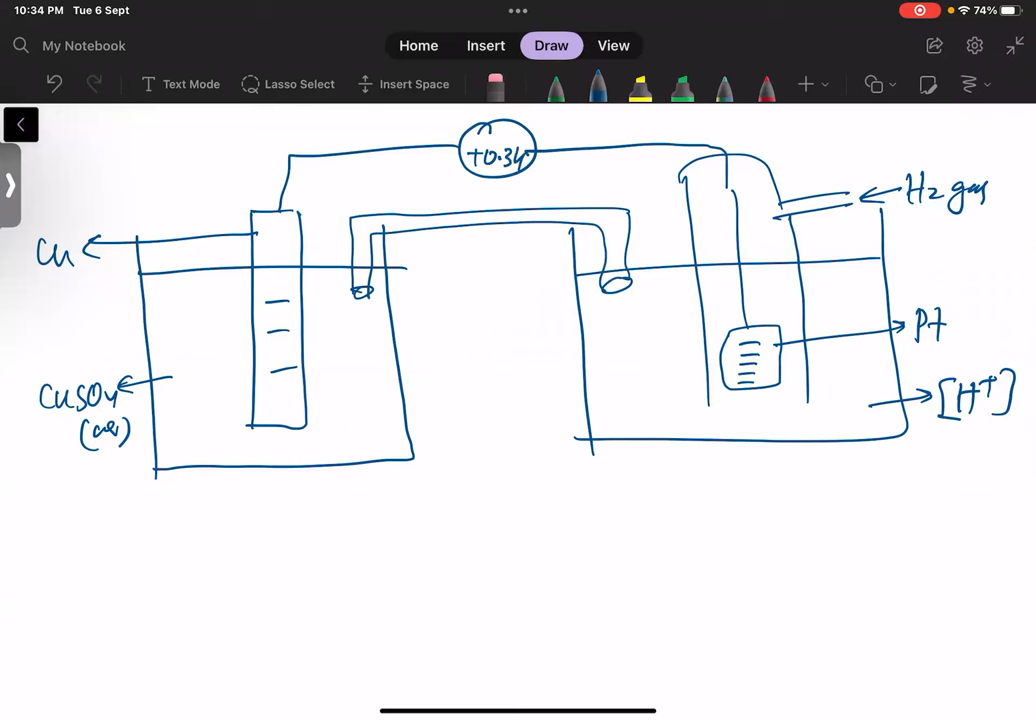 10:34 PM Tue 6 Sept
74%
My Notebook
Home Insert Draw View
Text Mode Lasso Select Insert Space
+0.34
H2 gas
Cu
Pt
CuSO4
[H+]